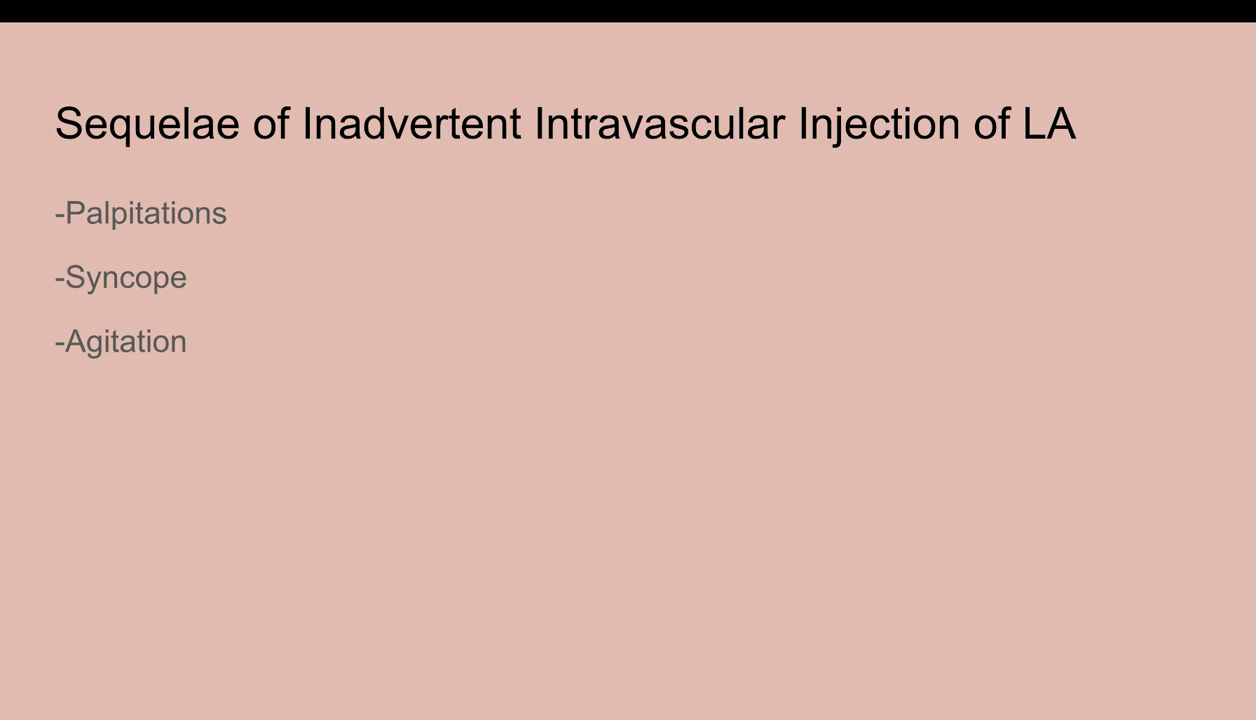 Sequelae of Inadvertent Intravascular Injection of LA
-Palpitations
-Syncope
-Agitation